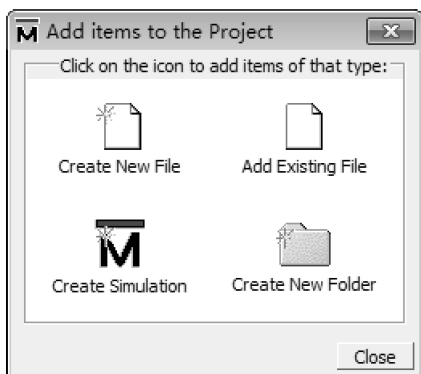 Add items to the Project
Click on the icon to add items of that type:
Create New File
Add Existing File
Create Simulation
Create New Folder
Close